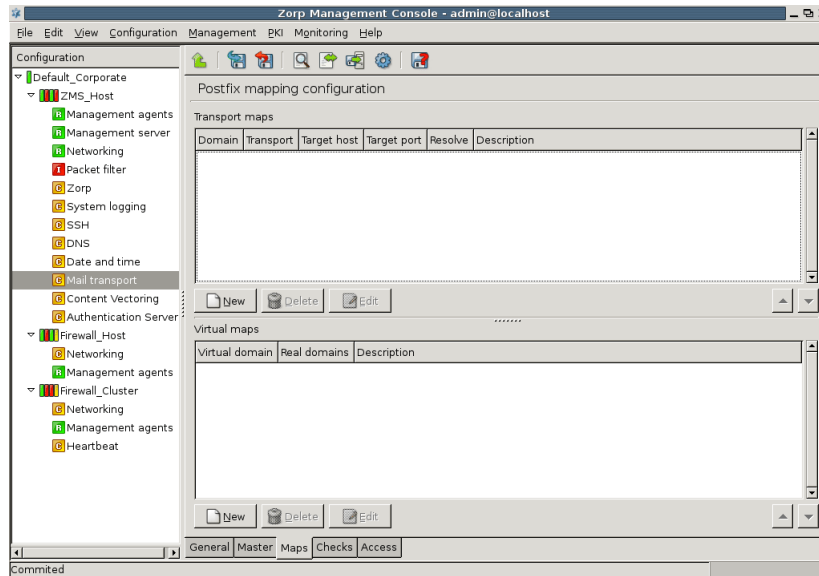 Zorp Management Console - admin@localhost
File Edit View Configuration Management PKI Monitoring Help
Configuration
Default_Corporate
ZMS_Host
R Management agents
R Management server
R Networking
I Packet filter
C Zorp
C System logging
C SSH
C DNS
C Date and time
C Mail transport
C Content Vectoring
C Authentication Server
Firewall_Host
C Networking
R Management agents
Firewall_Cluster
C Networking
R Management agents
C Heartbeat
Postfix mapping configuration
Transport maps
Domain Transport Target host Target port Resolve Description
New Delete Edit
Virtual maps
Virtual domain Real domains Description
New Delete Edit
General Master Maps Checks Access
Commited